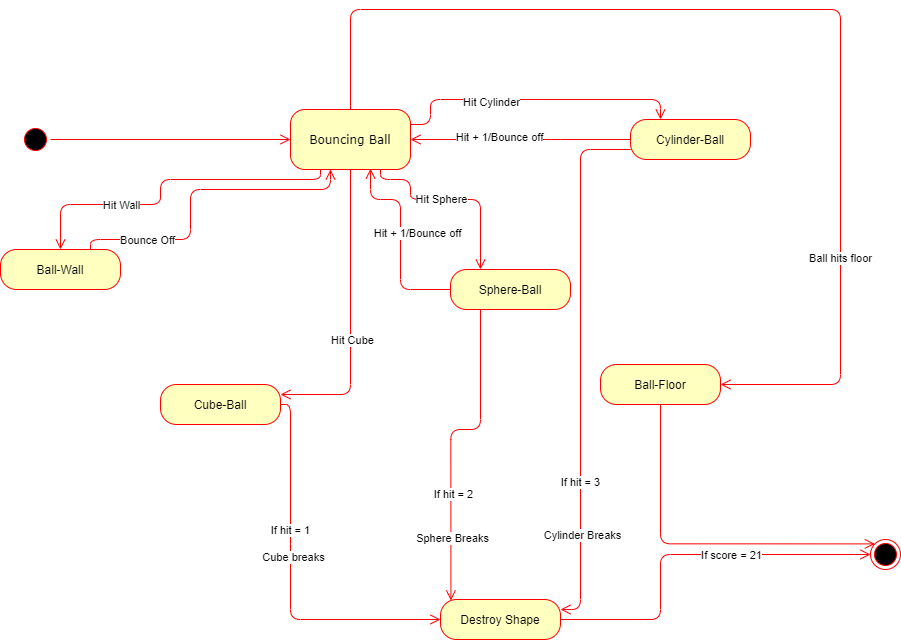 Hit Cylinder
Bouncing Ball
Hit + 1/Bounce off
Cylinder-Ball
Hit Wall
Hit Sphere
Bounce Off
Hit + 1/Bounce off
Ball hits floor
Ball-Wall
Sphere-Ball
Hit Cube
Ball-Floor
Cube-Ball
If hit = 3
If hit = 2
If hit = 1
Sphere Breaks
Cylinder Breaks
Cube breaks
If score = 21
Destroy Shape